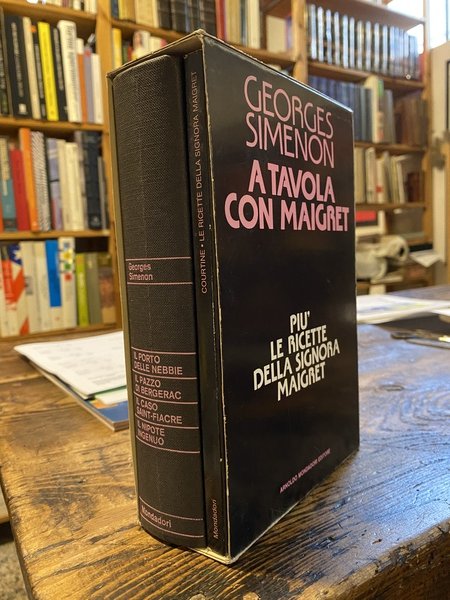 GEORGES
SIMENON
A TAVOLA
CON MAIGRET
PIU'
LE RICETTE
DELLA SIGNORA
MAIGRET
ARNOLDO MONDADORI EDITORE
COURTINE • LE RICETTE DELLA SIGNORA MAIGRET
Mondadori
Georges
Simenon
IL PORTO
DELLE NEBBIE
IL PAZZO
DI BERGERAC
IL CASO
SAINT-FIACRE
IL NIPOTE
INGENUO
Mondadori